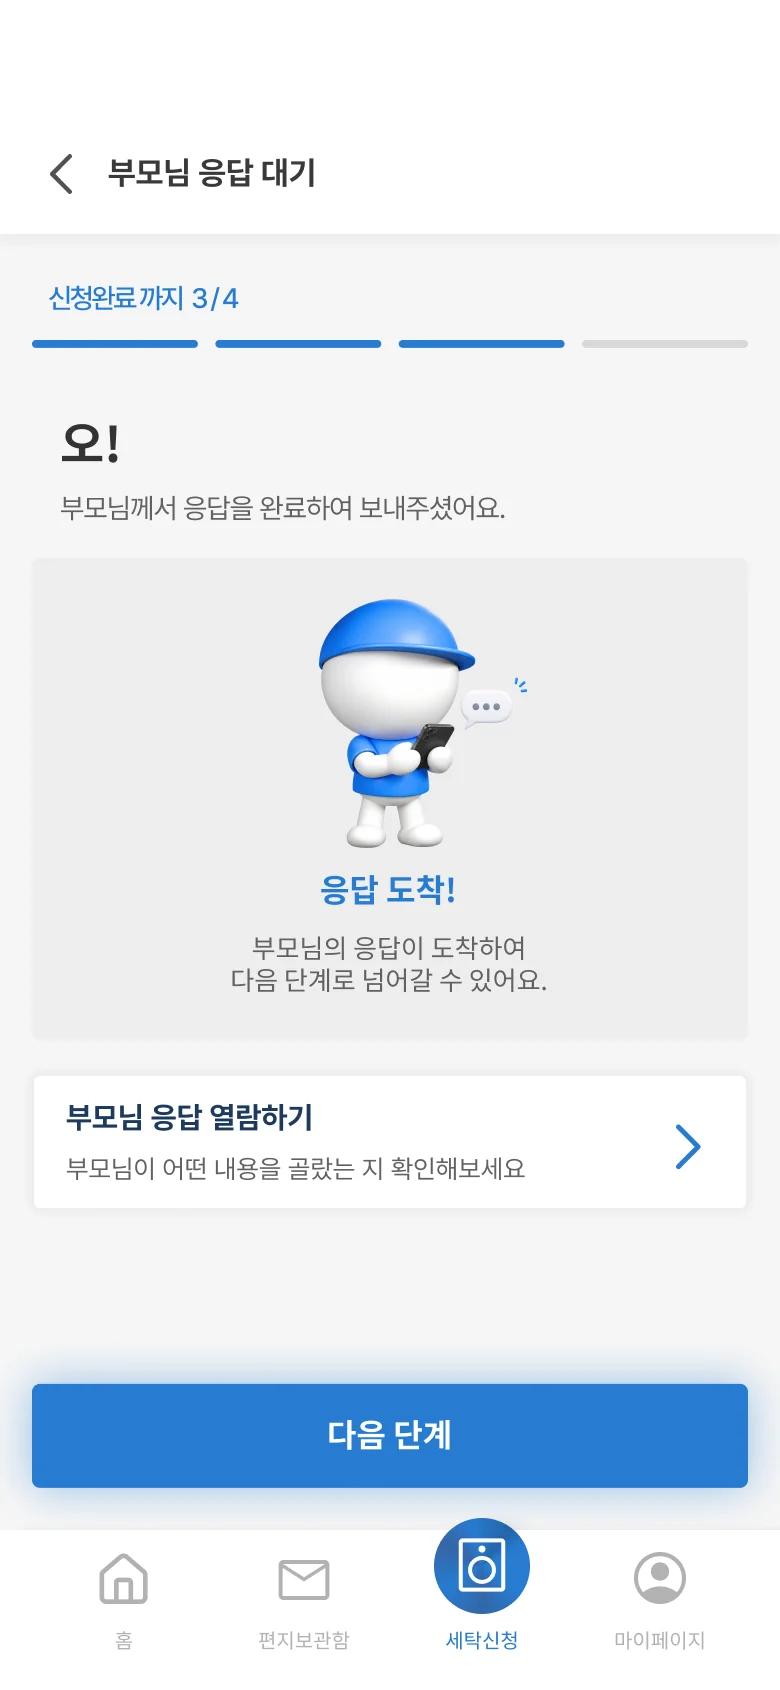 부모님 응답 대기
신청완료 까지 3/4
오!
부모님께서 응답을 완료하여 보내주셨어요.
응답 도착!
부모님의 응답이 도착하여
다음 단계로 넘어갈 수 있어요.
부모님 응답 열람하기
부모님이 어떤 내용을 골랐는 지 확인해보세요
다음 단계
홈
편지보관함
세탁신청
마이페이지